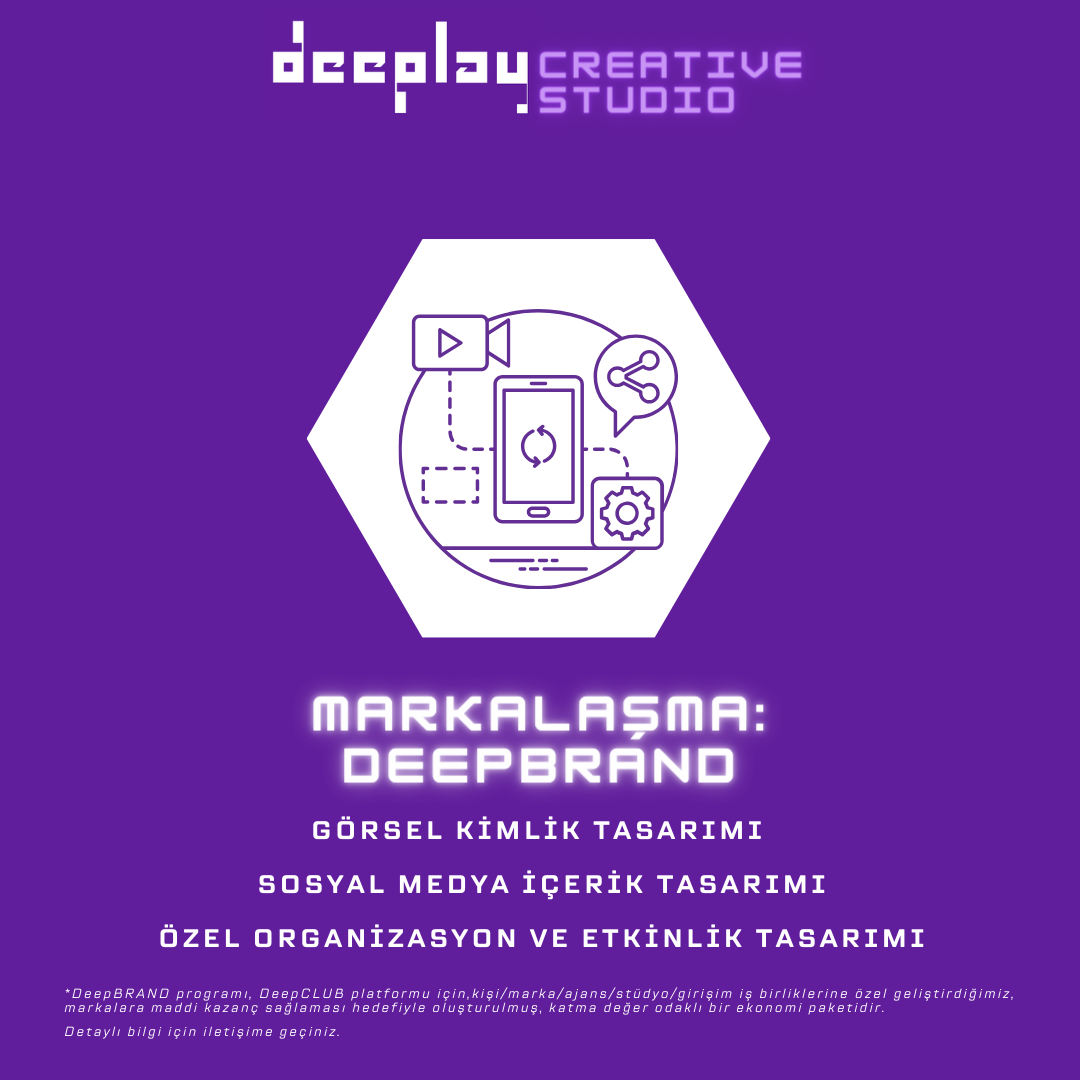 deeplay
CREATIVE
STUDIO
MARKALAŞMA:
DEEPBRAND
GÖRSEL KİMLİK TASARIMI
SOSYAL MEDYA İÇERİK TASARIMI
ÖZEL ORGANİZASYON VE ETKİNLİK TASARIMI
*DeepBRAND programı, DeepCLUB platformu için,kişi/marka/ajans/stüdyo/girişim iş birliklerine özel geliştirdiğimiz,
markalara maddi kazanç sağlaması hedefiyle oluşturulmuş, katma değer odaklı bir ekonomi paketidir.
Detaylı bilgi için iletişime geçiniz.